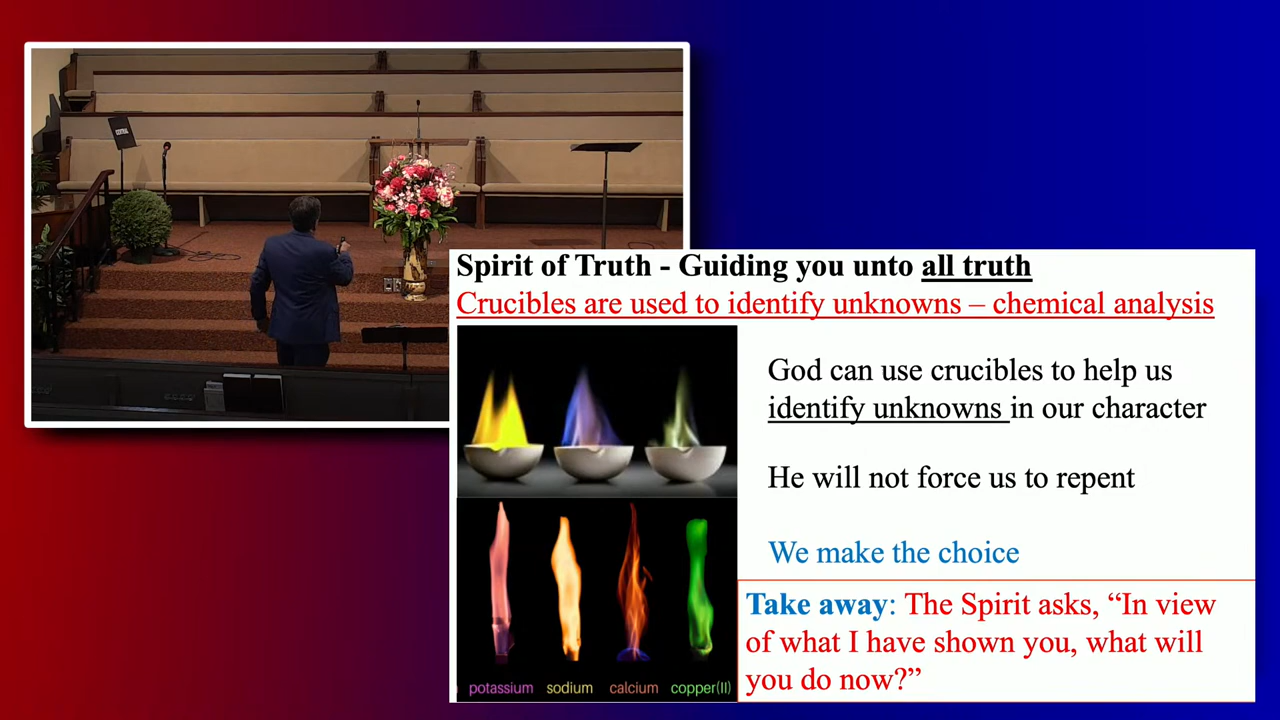 CENTRAL
Spirit of Truth - Guiding you unto all truth
Crucibles are used to identify unknowns – chemical analysis
God can use crucibles to help us
identify unknowns in our character
He will not force us to repent
We make the choice
Take away: The Spirit asks, “In view
of what I have shown you, what will
you do now?”
potassium sodium calcium copper(II)